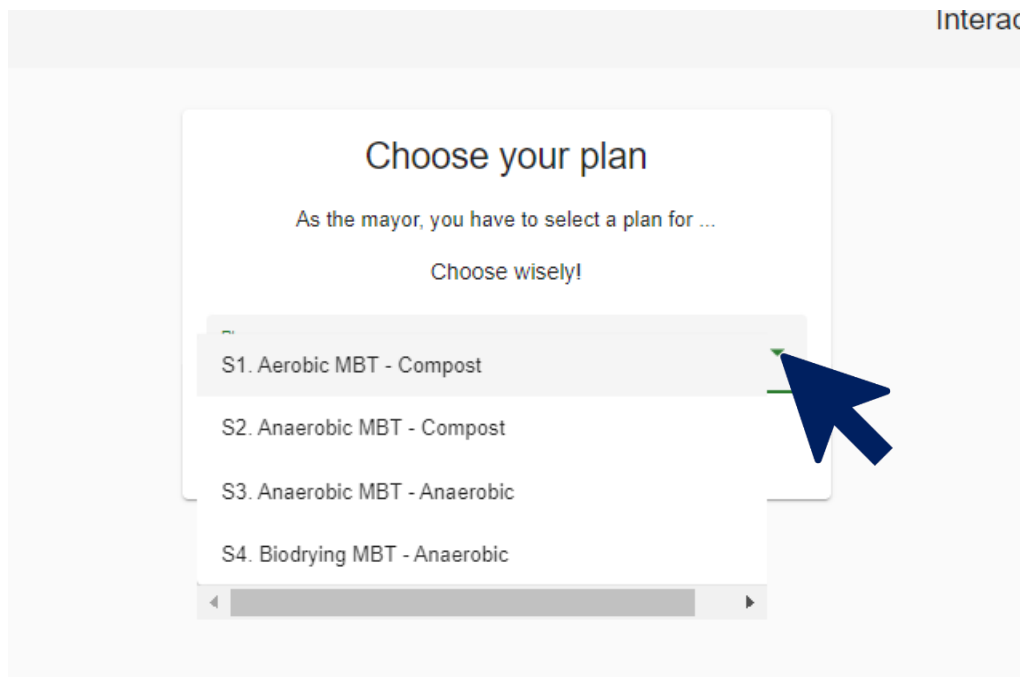 Interac
Choose your plan
As the mayor, you have to select a plan for ...
Choose wisely!
S1. Aerobic MBT - Compost
S2. Anaerobic MBT - Compost
S3. Anaerobic MBT - Anaerobic
S4. Biodrying MBT - Anaerobic